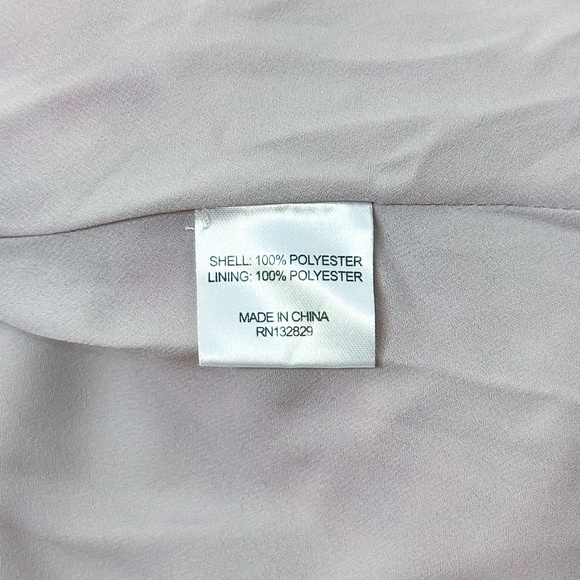 SHELL: 100% POLYESTER
LINING: 100% POLYESTER
MADE IN CHINA
RN132829